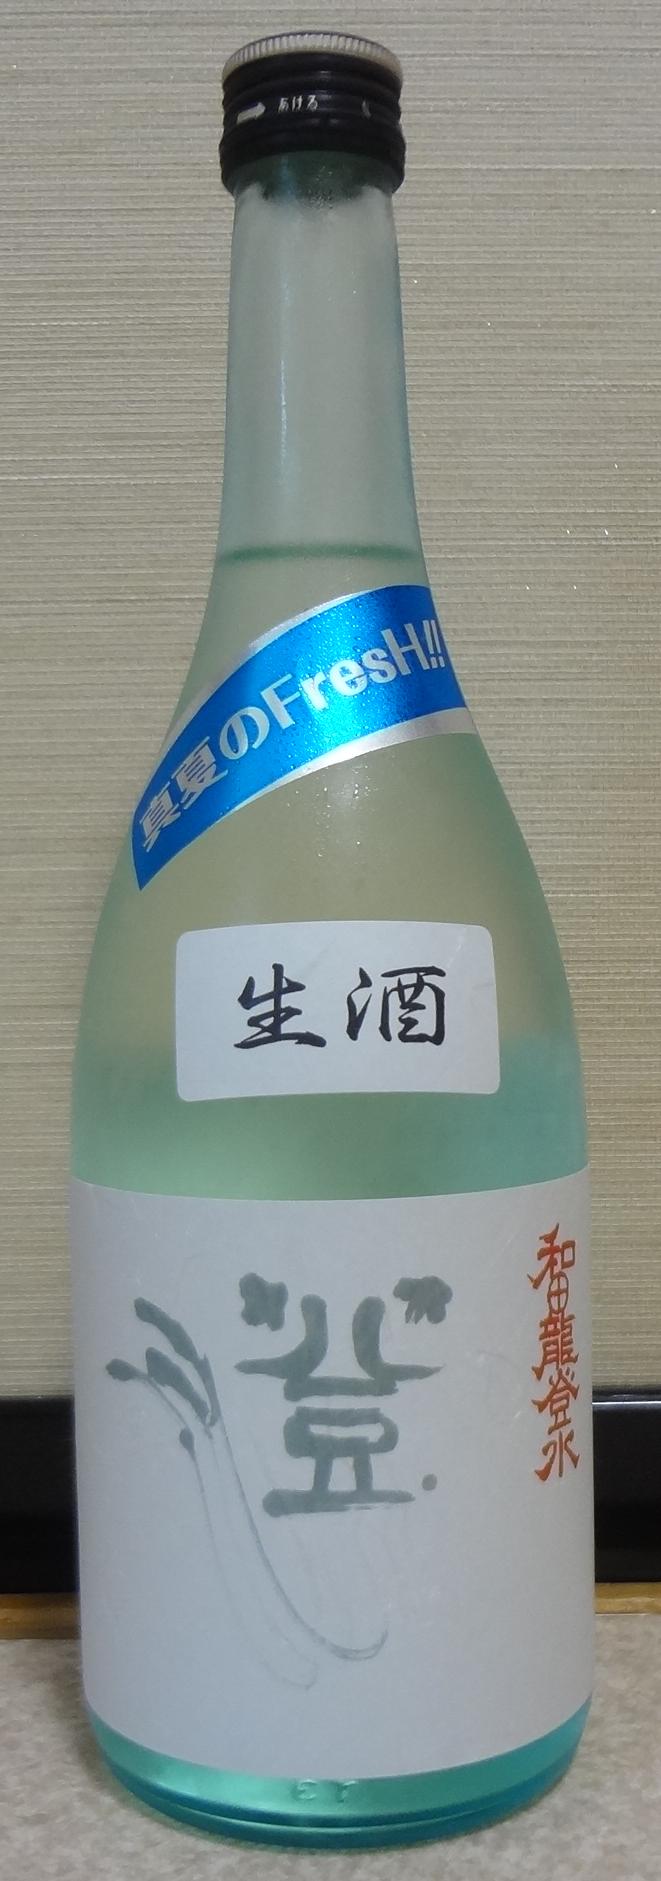 あける
真夏のFresH!!
生酒
澄
和田龍登水